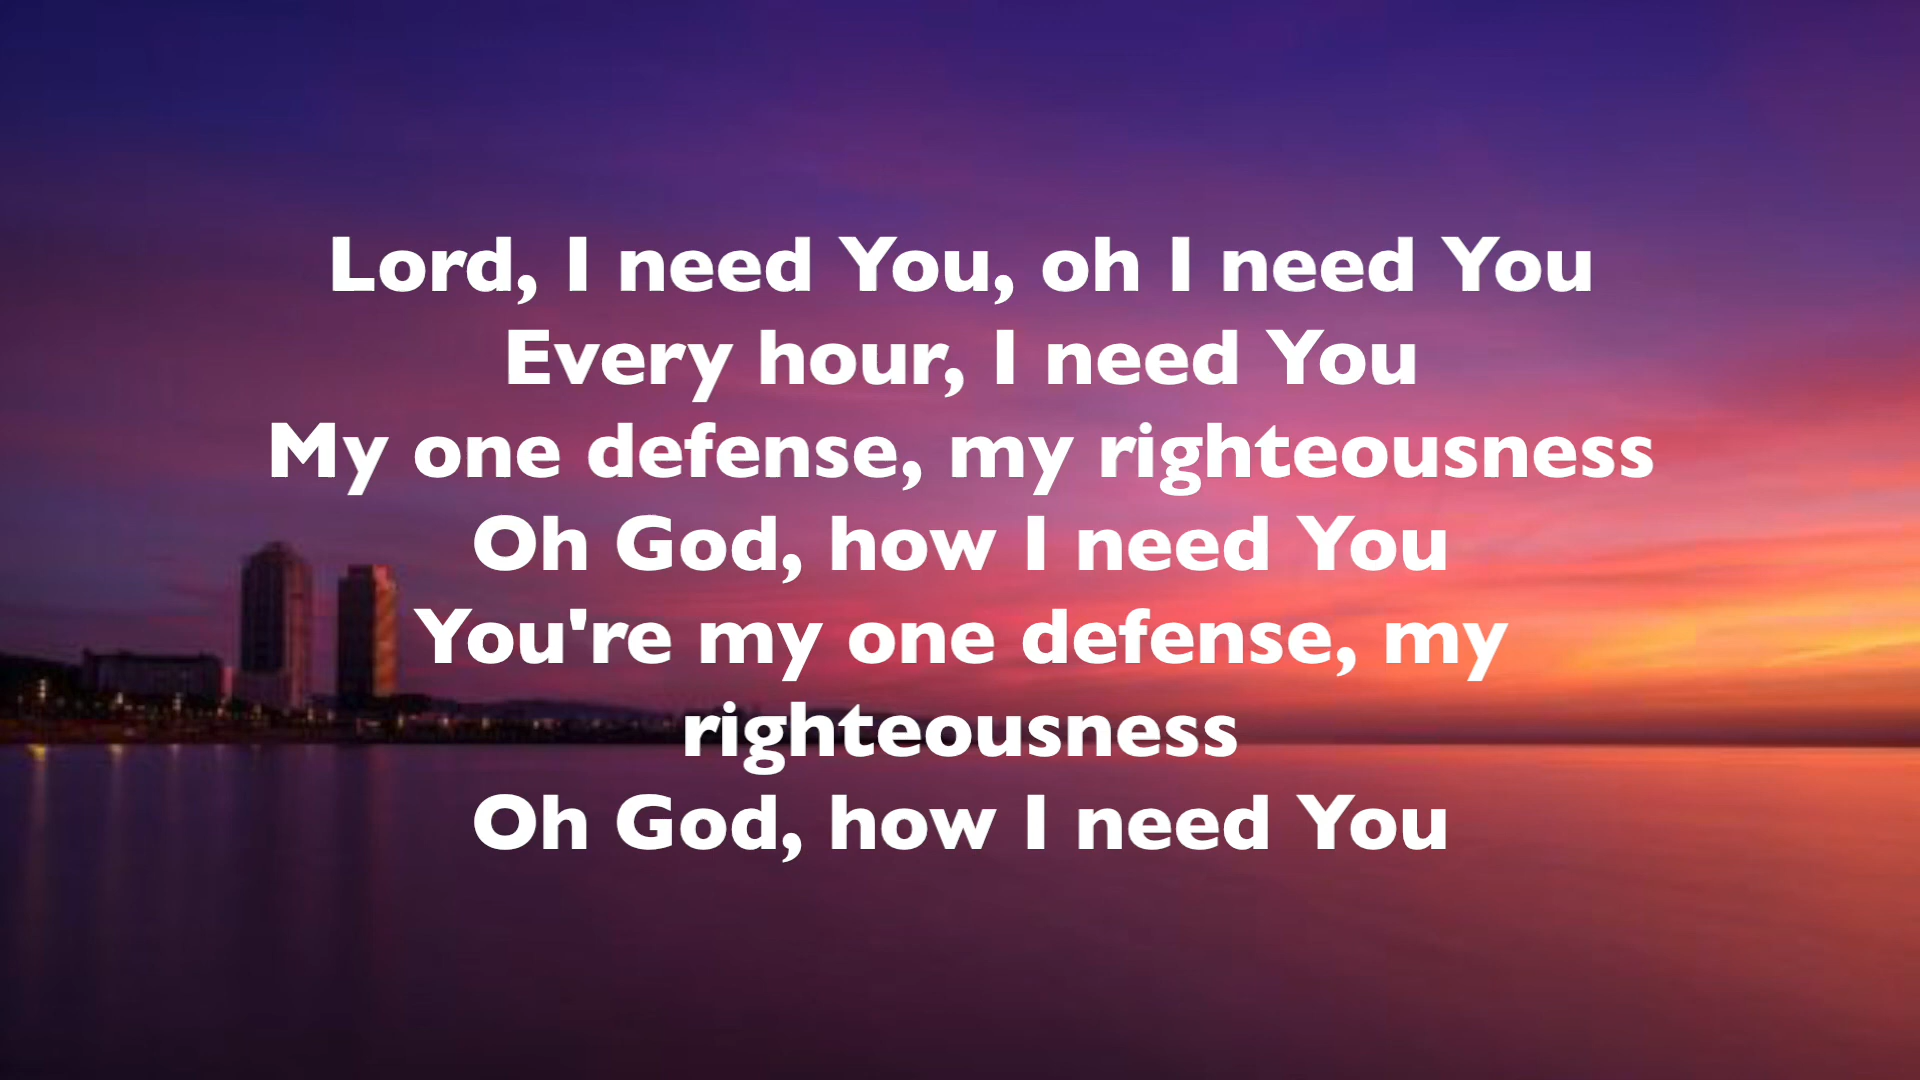 Lord, I need You, oh I need You
Every hour, I need You
My one defense, my righteousness
Oh God, how I need You
You're my one defense, my
righteousness
Oh God, how I need You